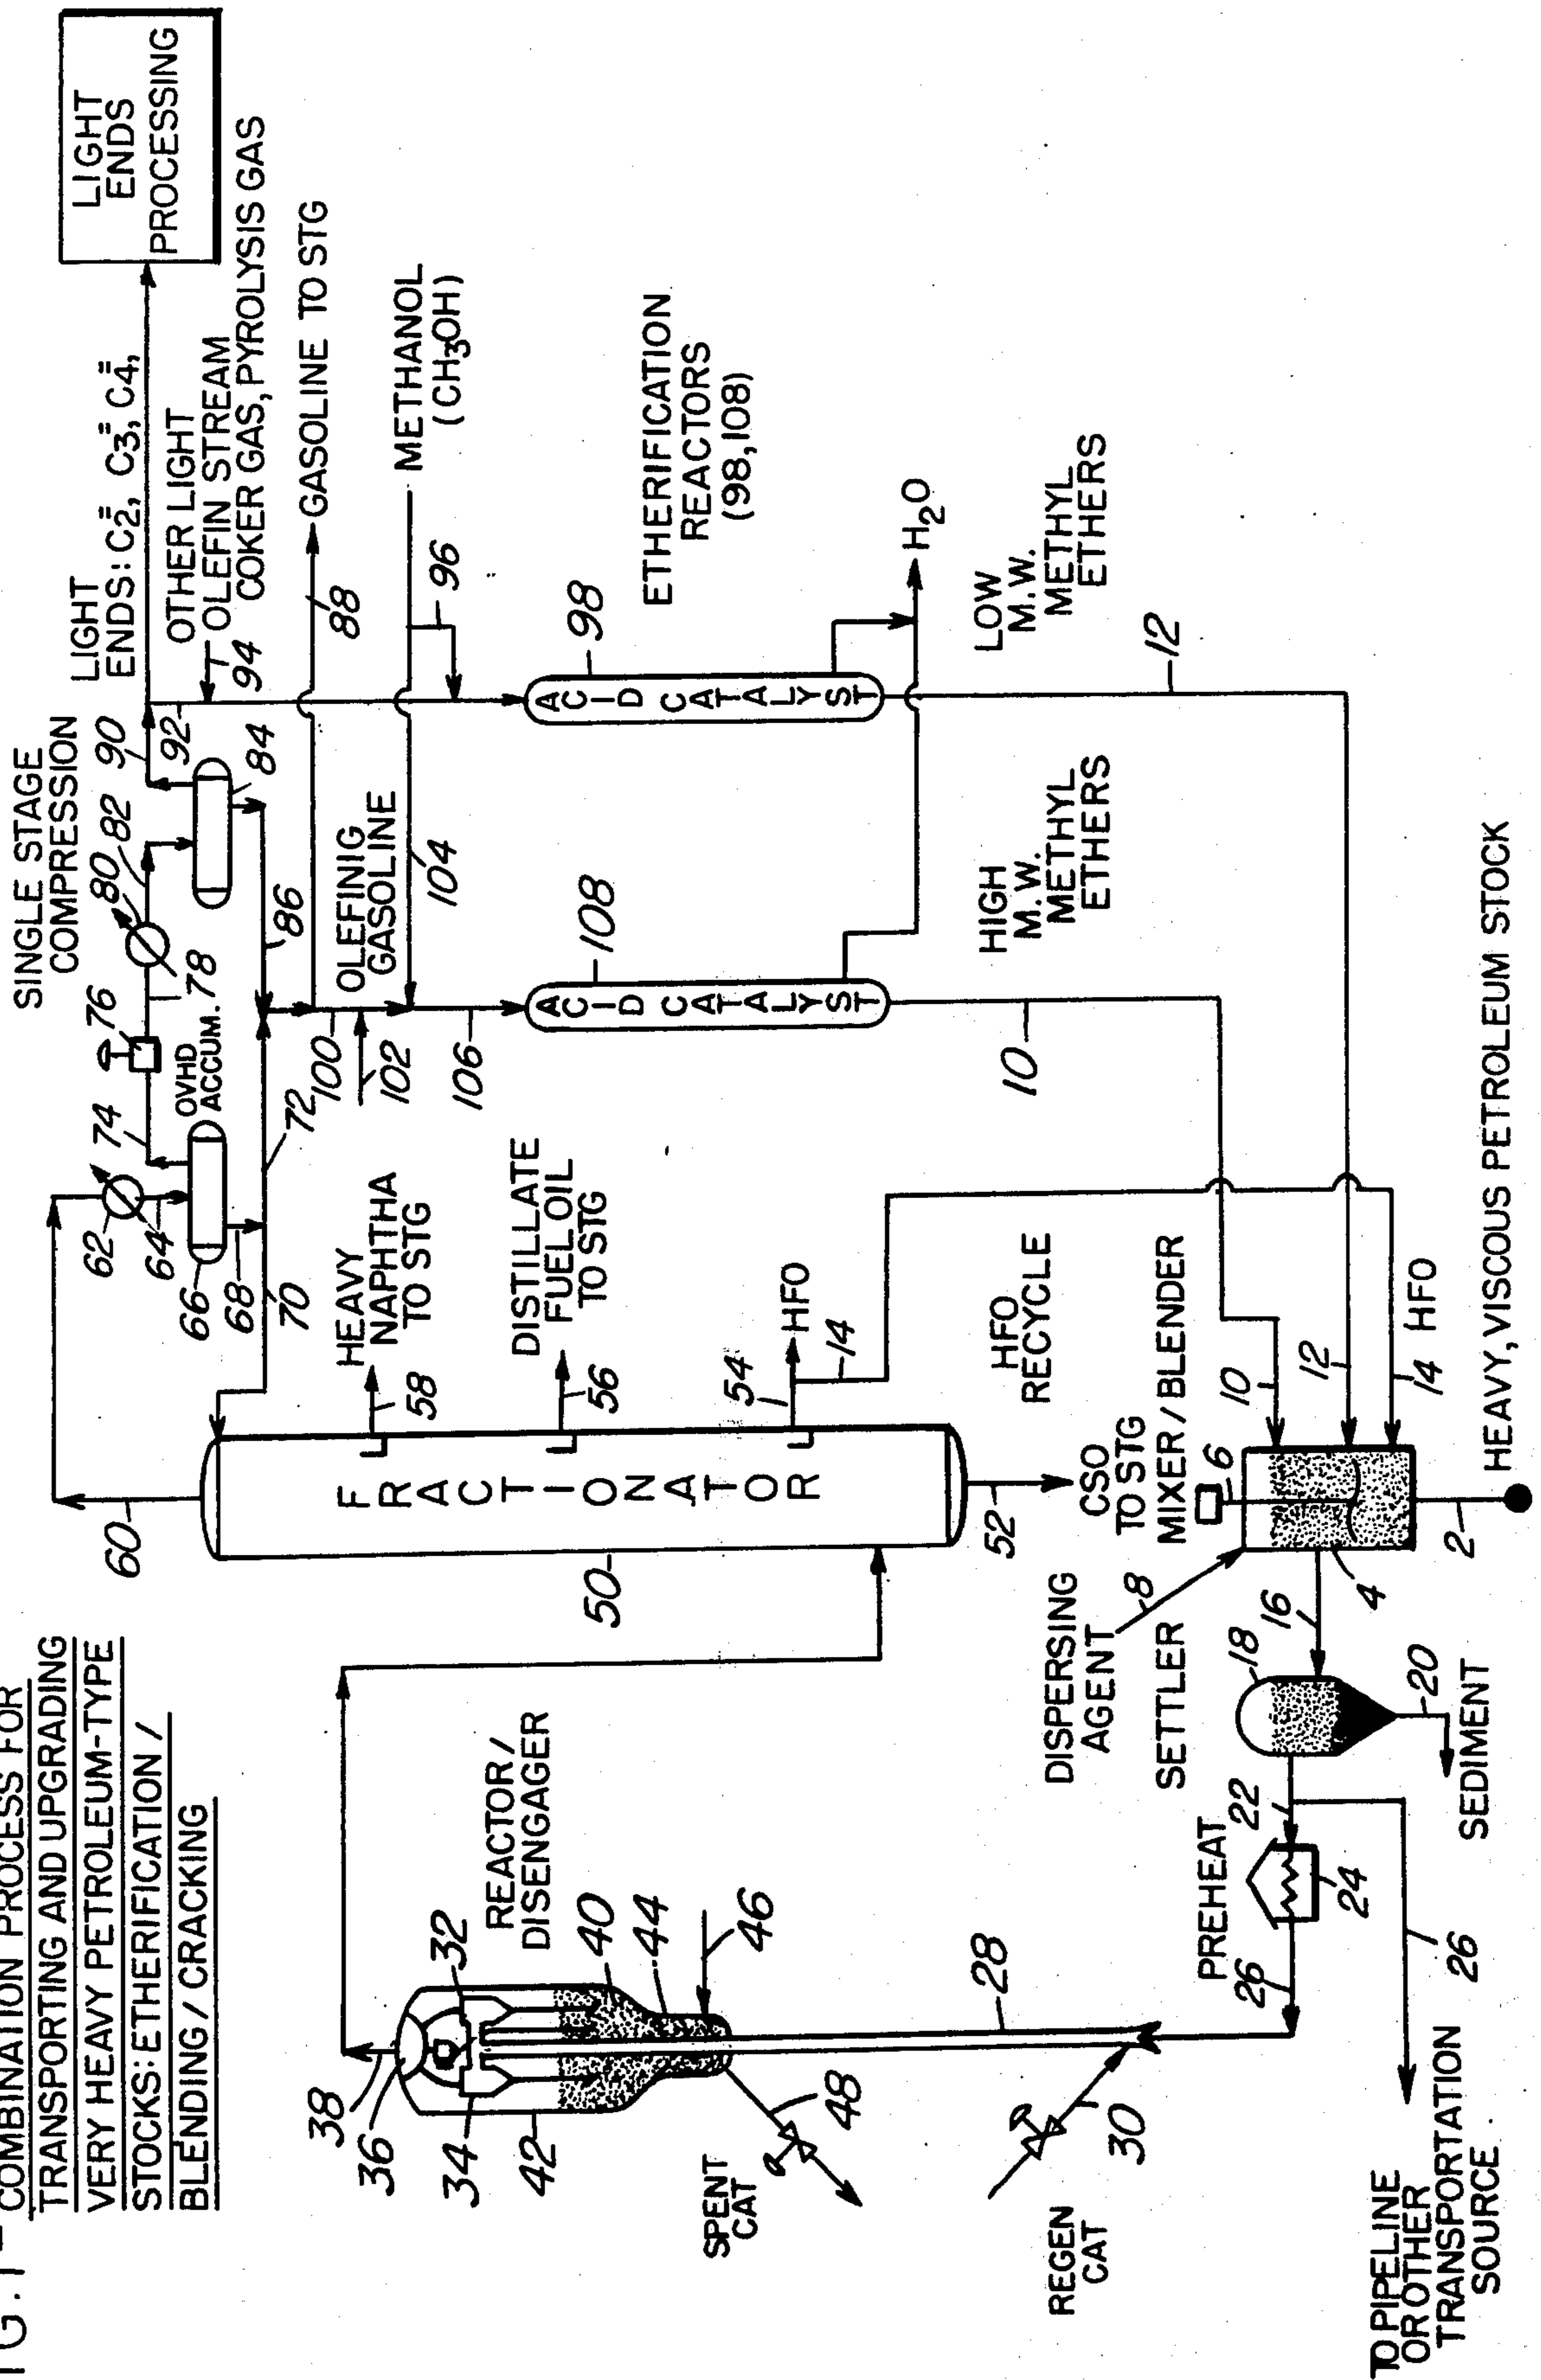 FIG. 1 - COMBINATION PROCESS FOR
TRANSPORTING AND UPGRADING
VERY HEAVY PETROLEUM-TYPE
STOCKS: ETHERIFICATION /
BLENDING / CRACKING
SINGLE STAGE
COMPRESSION
LIGHT
ENDS: C2=, C3=, C4=,
LIGHT
ENDS
PROCESSING
60
62
64
66
68
70
72
74
OVHD
ACCUM.
76
78
80
82
84
86
90
92
94
OTHER LIGHT
OLEFIN STREAM
COKER GAS, PYROLYSIS GAS
88
GASOLINE TO STG
100
102
OLEFINIG
GASOLINE
104
106
METHANOL
(CH3OH)
96
38
36
34
32
42
40
44
46
48
REACTOR /
DISENGAGER
SPENT
CAT
28
30
REGEN
CAT
FRACTIONATOR
50
52
CSO
TO STG
HEAVY
NAPHTHA
TO STG
58
DISTILLATE
FUEL OIL
TO STG
56
54
HFO
14
HFO
RECYCLE
ACID CATALYST
108
ACID CATALYST
98
ETHERIFICATION
REACTORS
(98,108)
H2O
HIGH
M.W.
METHYL
ETHERS
LOW
M.W.
METHYL
ETHERS
10
12
MIXER / BLENDER
DISPERSING
AGENT
8
6
10
12
14
HFO
4
2
HEAVY, VISCOUS PETROLEUM STOCK
16
SETTLER
18
20
SEDIMENT
22
PREHEAT
24
26
26
TO PIPELINE
OR OTHER
TRANSPORTATION
SOURCE